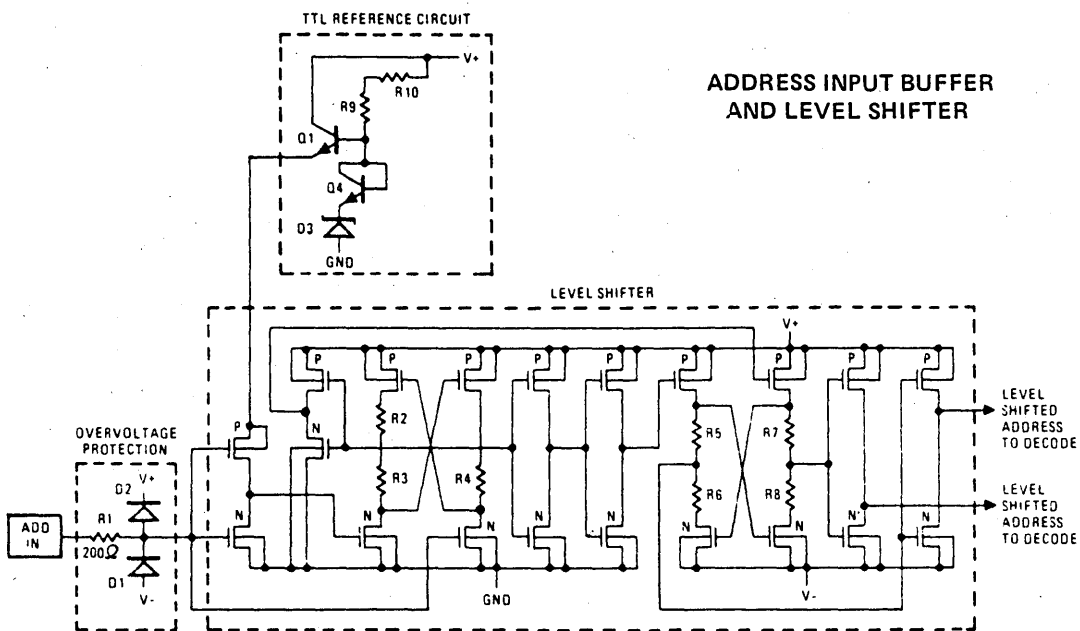 TTL REFERENCE CIRCUIT
V+
R10
R9
Q1
Q4
D3
GND
ADDRESS INPUT BUFFER
AND LEVEL SHIFTER
LEVEL SHIFTER
V+
P
P
P
P
P
P
P
P
P
R2
R5
R7
LEVEL
SHIFTED
ADDRESS
TO DECODE
OVERVOLTAGE
PROTECTION
P
N
R3
R4
R6
R8
V+
D2
ADD
IN
R1
200Ω
D1
V-
N
N
N
N
N
N
N
N
N
LEVEL
SHIFTED
ADDRESS
TO DECODE
GND
V-